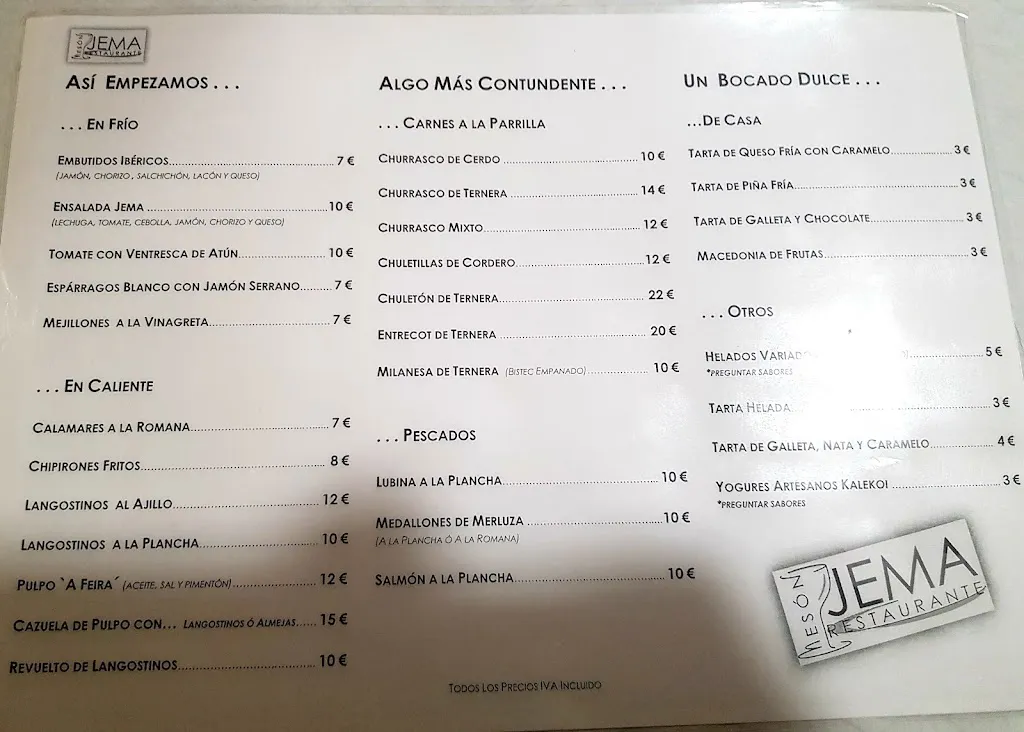 MESÓN JEMA RESTAURANTE
ASÍ EMPEZAMOS . . .
. . . EN FRÍO
EMBUTIDOS IBÉRICOS 7 €
(JAMÓN, CHORIZO , SALCHICHÓN, LACÓN Y QUESO)
ENSALADA JEMA 10 €
(LECHUGA, TOMATE, CEBOLLA, JAMÓN, CHORIZO Y QUESO)
TOMATE CON VENTRESCA DE ATÚN 10 €
ESPÁRRAGOS BLANCO CON JAMÓN SERRANO 7 €
MEJILLONES A LA VINAGRETA 7 €
. . . EN CALIENTE
CALAMARES A LA ROMANA 7 €
CHIPIRONES FRITOS 8 €
LANGOSTINOS AL AJILLO 12 €
LANGOSTINOS A LA PLANCHA 10 €
PULPO `A FEIRA´ (ACEITE, SAL Y PIMENTÓN) 12 €
CAZUELA DE PULPO CON... LANGOSTINOS Ó ALMEJAS 15 €
REVUELTO DE LANGOSTINOS 10 €
ALGO MÁS CONTUNDENTE . . .
. . . CARNES A LA PARRILLA
CHURRASCO DE CERDO 10 €
CHURRASCO DE TERNERA 14 €
CHURRASCO MIXTO 12 €
CHULETILLAS DE CORDERO 12 €
CHULETÓN DE TERNERA 22 €
ENTRECOT DE TERNERA 20 €
MILANESA DE TERNERA (BISTEC EMPANADO) 10 €
. . . PESCADOS
LUBINA A LA PLANCHA 10 €
MEDALLONES DE MERLUZA 10 €
(A LA PLANCHA Ó A LA ROMANA)
SALMÓN A LA PLANCHA 10 €
UN BOCADO DULCE . . .
...DE CASA
TARTA DE QUESO FRÍA CON CARAMELO 3 €
TARTA DE PIÑA FRÍA 3 €
TARTA DE GALLETA Y CHOCOLATE 3 €
MACEDONIA DE FRUTAS 3 €
. . . OTROS
HELADOS 5 €
*PREGUNTAR SABORES
TARTA HELADA 3 €
TARTA DE GALLETA, NATA Y CARAMELO 4 €
YOGURES ARTESANOS KALEKOI 3 €
*PREGUNTAR SABORES
MESÓN JEMA RESTAURANTE
TODOS LOS PRECIOS IVA INCLUIDO